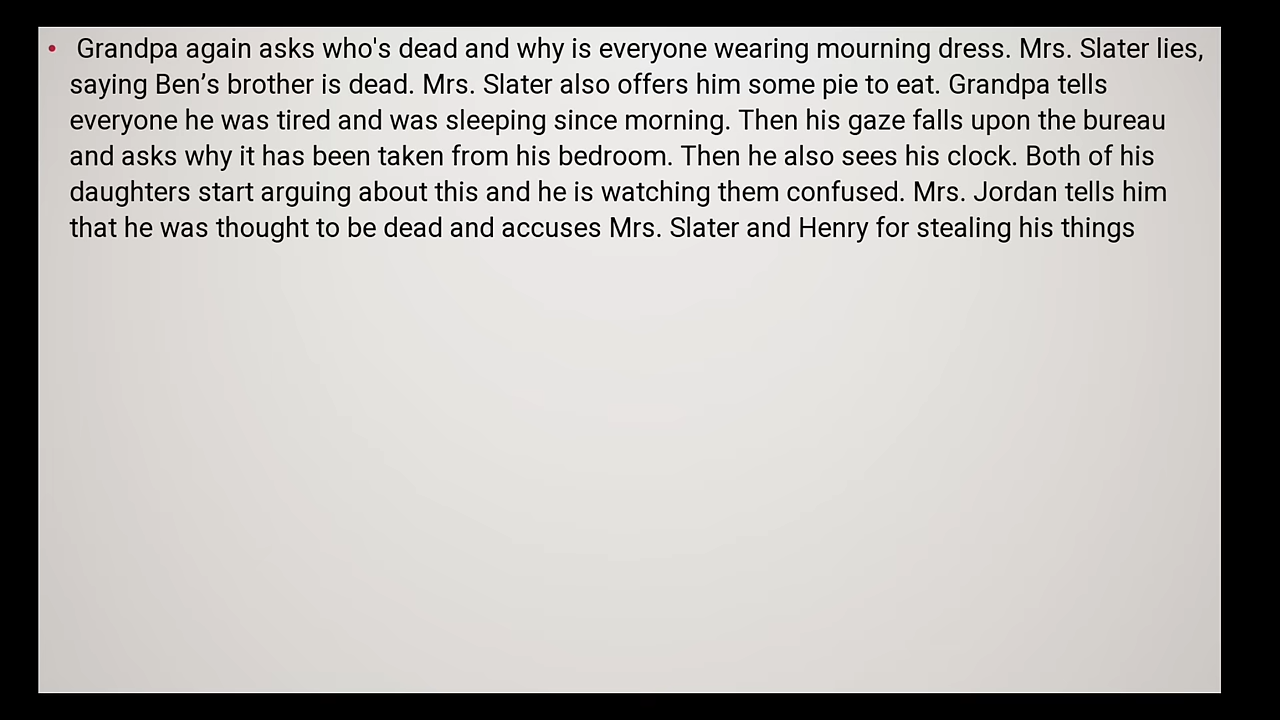 • Grandpa again asks who's dead and why is everyone wearing mourning dress. Mrs. Slater lies,
saying Ben’s brother is dead. Mrs. Slater also offers him some pie to eat. Grandpa tells
everyone he was tired and was sleeping since morning. Then his gaze falls upon the bureau
and asks why it has been taken from his bedroom. Then he also sees his clock. Both of his
daughters start arguing about this and he is watching them confused. Mrs. Jordan tells him
that he was thought to be dead and accuses Mrs. Slater and Henry for stealing his things